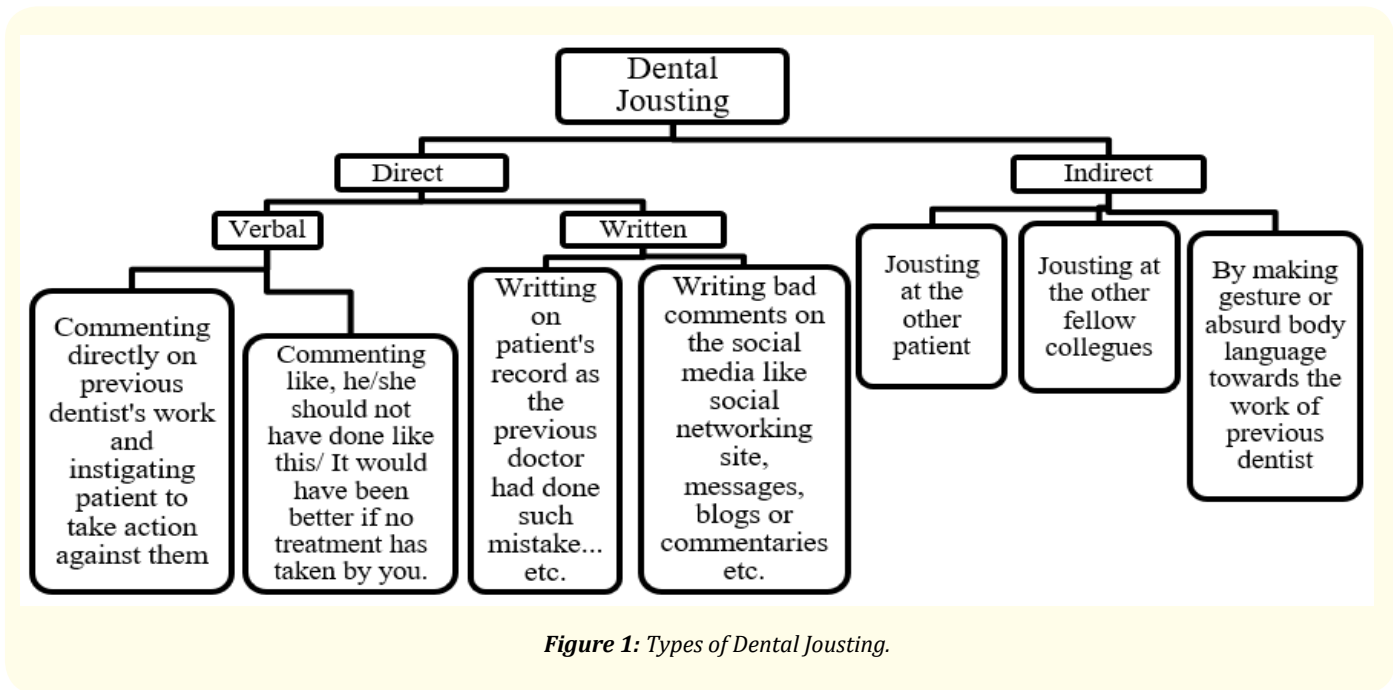 Dental
Jousting
Direct
Indirect
Verbal
Written
Commenting
directly on
previous
dentist's work
and
instigating
patient to
take action
against them
Commenting
like, he/she
should not
have done like
this/ It would
have been
better if no
treatment has
taken by you.
Writting
on
patient's
record as
the
previous
doctor
had done
such
mistake...
etc.
Writing bad
comments on
the social
media like
social
networking
site,
messages,
blogs or
commentaries
etc.
Jousting
at the
other
patient
Jousting at
the other
fellow
collegues
By making
gesture or
absurd body
language
towards the
work of
previous
dentist
Figure 1: Types of Dental Jousting.